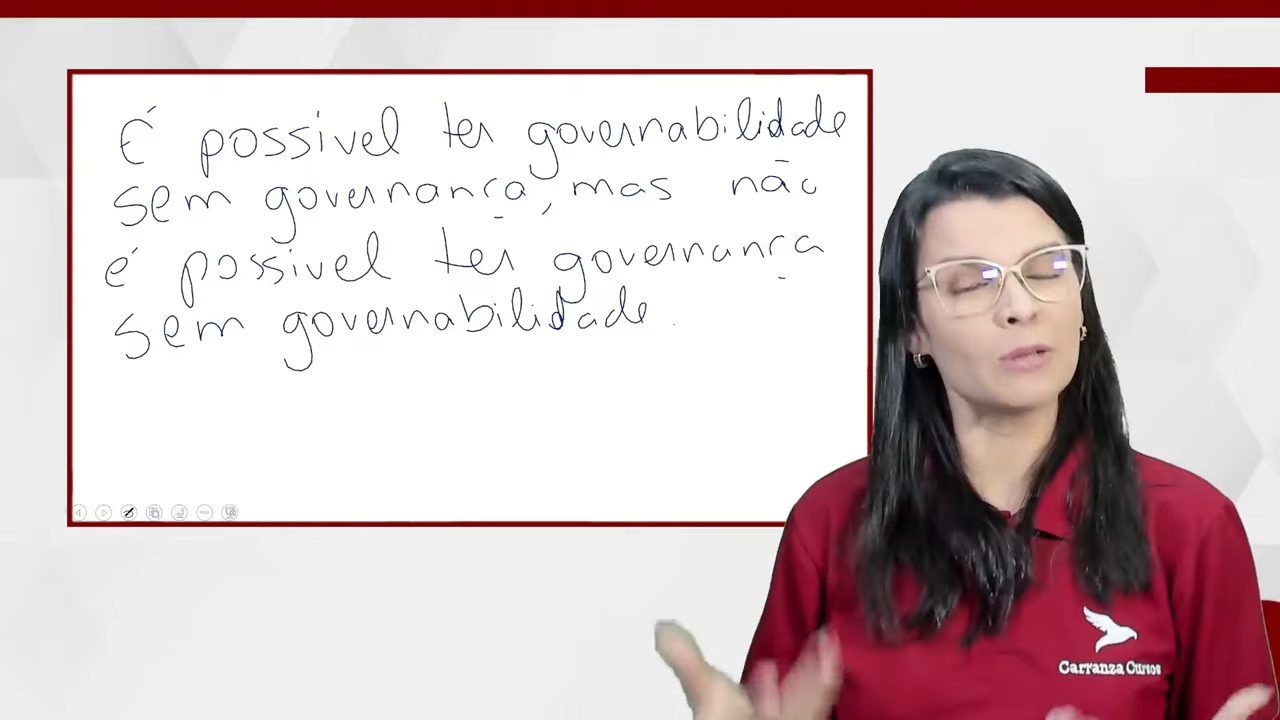 É possível ter governabilidade
sem governança, mas não
é possível ter governança
sem governabilidade.
Carranza Cursos